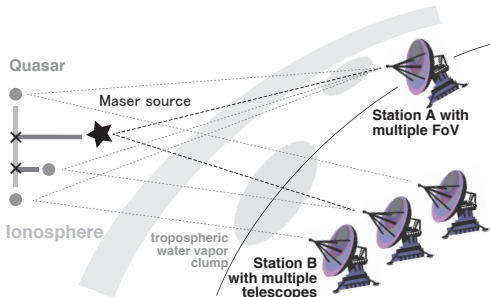 Quasar
Maser source
Station A with
multiple FoV
Ionosphere
tropospheric
water vapor
clump
Station B
with multiple
telescopes